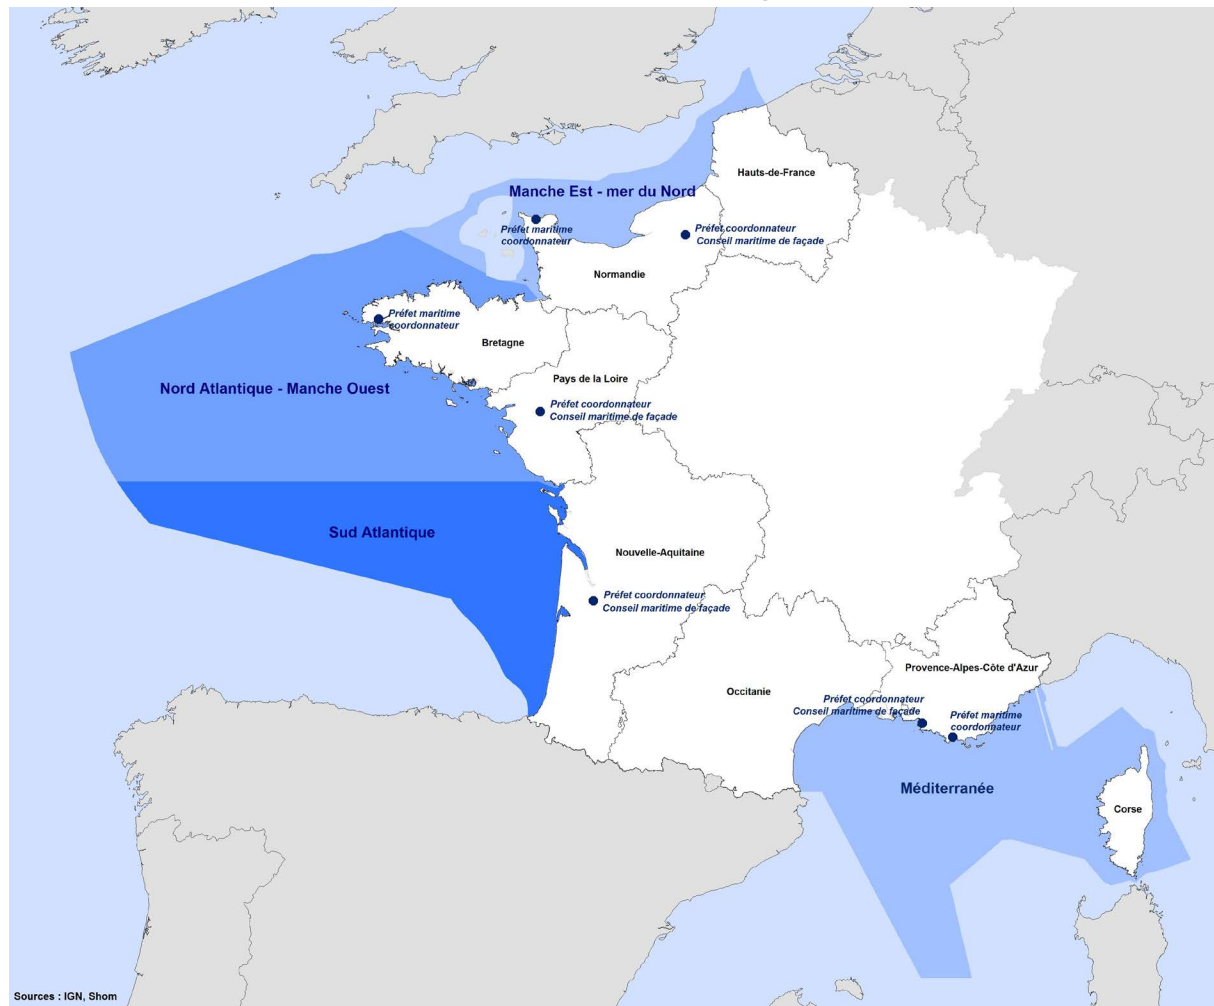 Hauts-de-France
Manche Est - mer du Nord
Préfet maritime
coordonnateur
Préfet coordonnateur
Conseil maritime de façade
Normandie
Préfet maritime
coordonnateur
Bretagne
Pays de la Loire
Nord Atlantique - Manche Ouest
Préfet coordonnateur
Conseil maritime de façade
Sud Atlantique
Nouvelle-Aquitaine
Préfet coordonnateur
Conseil maritime de façade
Provence-Alpes-Côte d'Azur
Occitanie
Préfet coordonnateur
Conseil maritime de façade
Préfet maritime
coordonnateur
Méditerranée
Corse
Sources : IGN, Shom